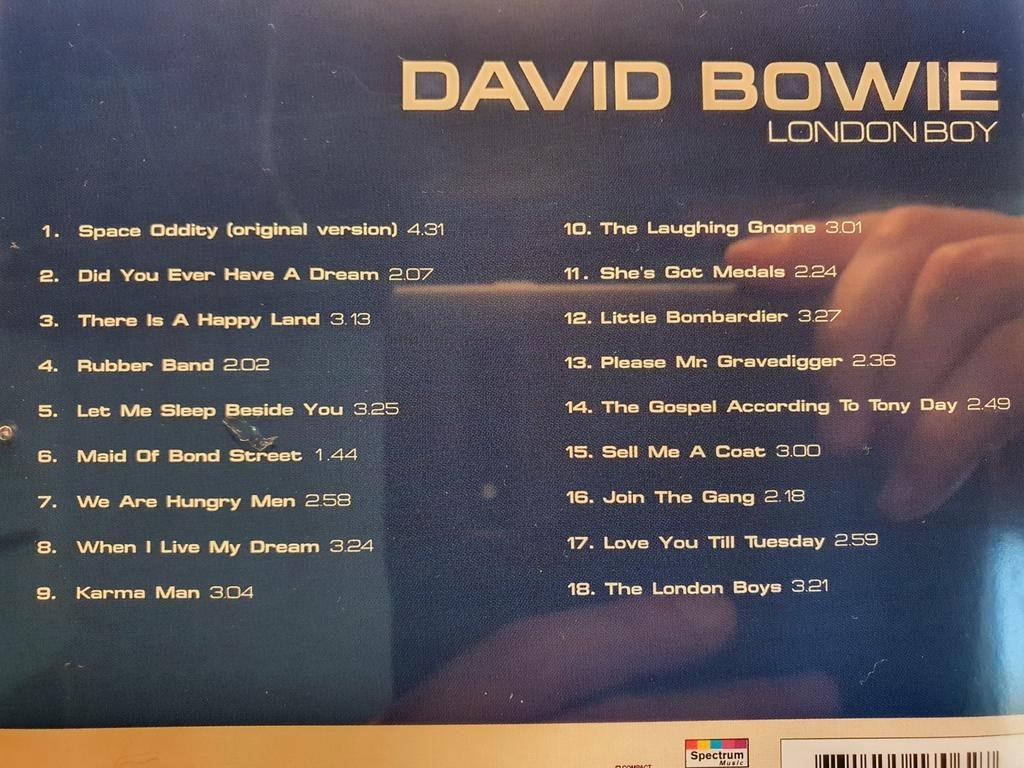 DAVID BOWIE
LONDON BOY
1. Space Oddity (original version) 4.31
2. Did You Ever Have A Dream 2.07
3. There Is A Happy Land 3.13
4. Rubber Band 2.02
5. Let Me Sleep Beside You 3.25
6. Maid Of Bond Street 1.44
7. We Are Hungry Men 2.58
8. When I Live My Dream 3.24
9. Karma Man 3.04
10. The Laughing Gnome 3.01
11. She's Got Medals 2.24
12. Little Bombardier 3.27
13. Please Mr. Gravedigger 2.36
14. The Gospel According To Tony Day 2.49
15. Sell Me A Coat 3.00
16. Join The Gang 2.18
17. Love You Till Tuesday 2.59
18. The London Boys 3.21
Spectrum
Music